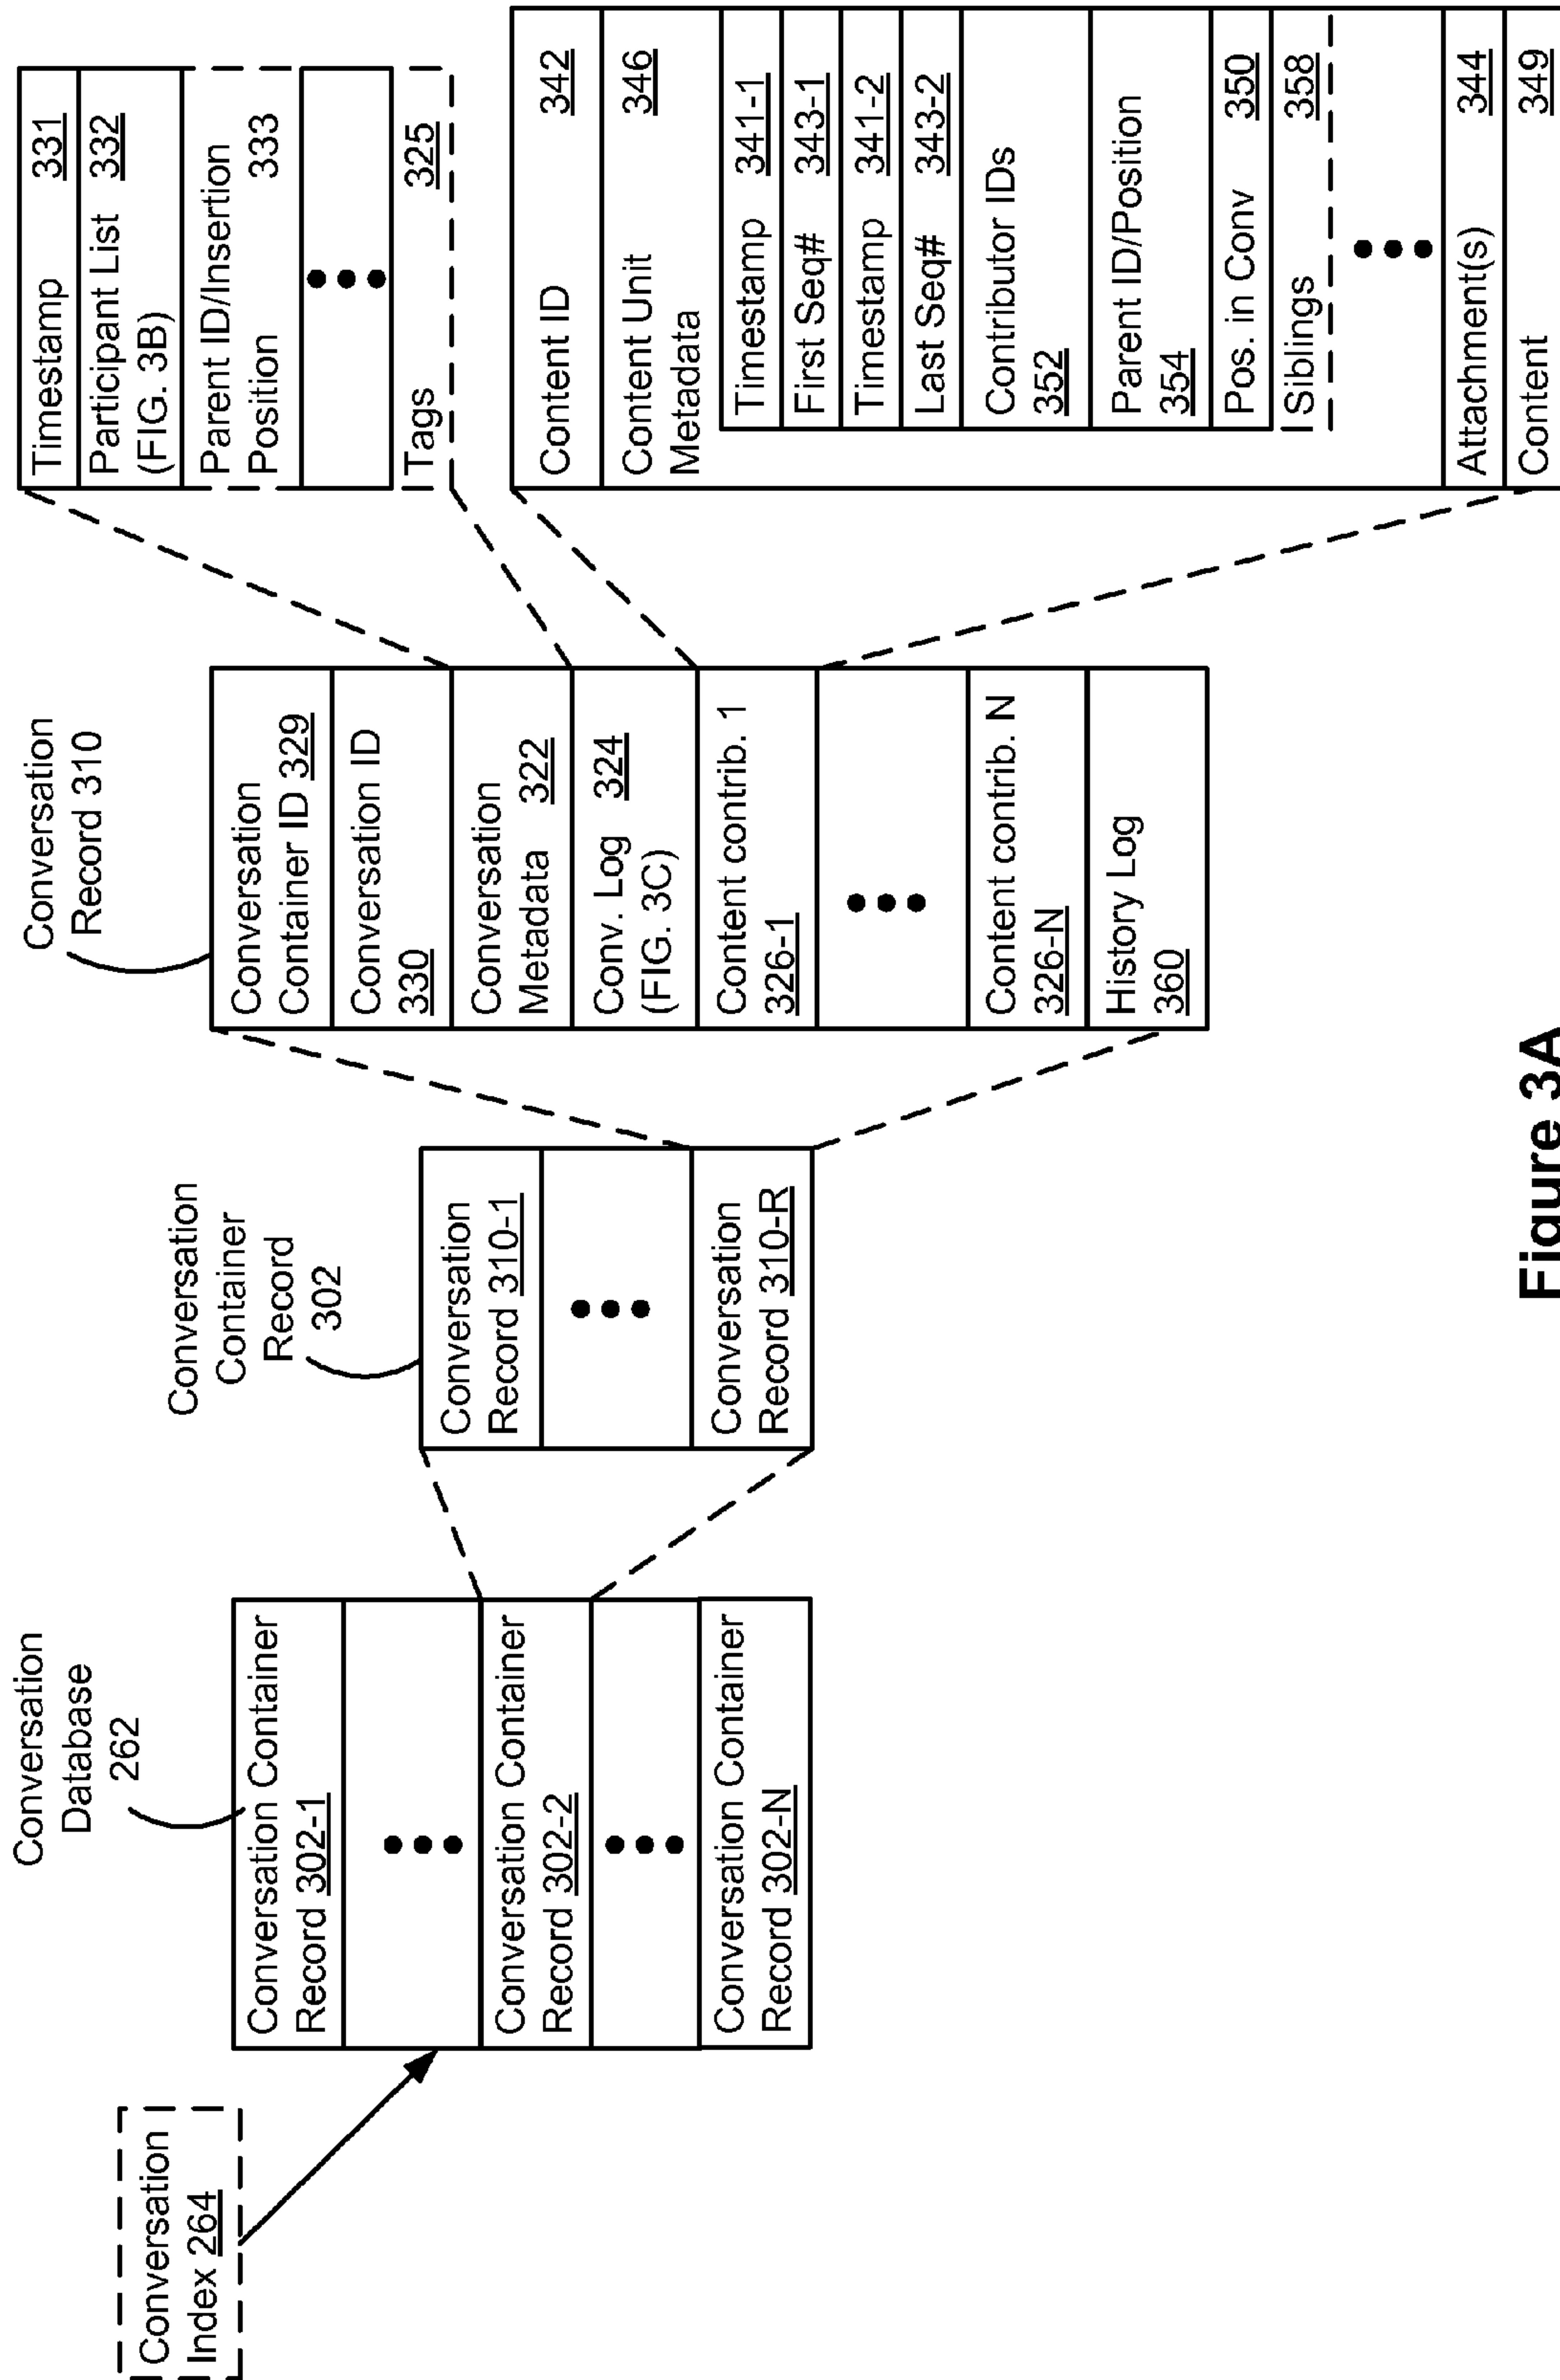 Conversation
Index 264
Conversation
Database
262
Conversation Container
Record 302-1
Conversation Container
Record 302-2
Conversation Container
Record 302-N
Conversation
Container
Record
302
Conversation
Record 310-1
Conversation
Record 310-R
Conversation
Record 310
Conversation
Container ID 329
Conversation ID
330
Conversation
Metadata 322
Conv. Log 324
(FIG. 3C)
Content contrib. 1
326-1
Content contrib. N
326-N
History Log
360
Timestamp 331
Participant List 332
(FIG. 3B)
Parent ID/Insertion
Position 333
Tags 325
Content ID 342
Content Unit 346
Metadata
Timestamp 341-1
First Seq# 343-1
Timestamp 341-2
Last Seq# 343-2
Contributor IDs
352
Parent ID/Position
354
Pos. in Conv 350
Siblings 358
Attachment(s) 344
Content 349
Figure 3A